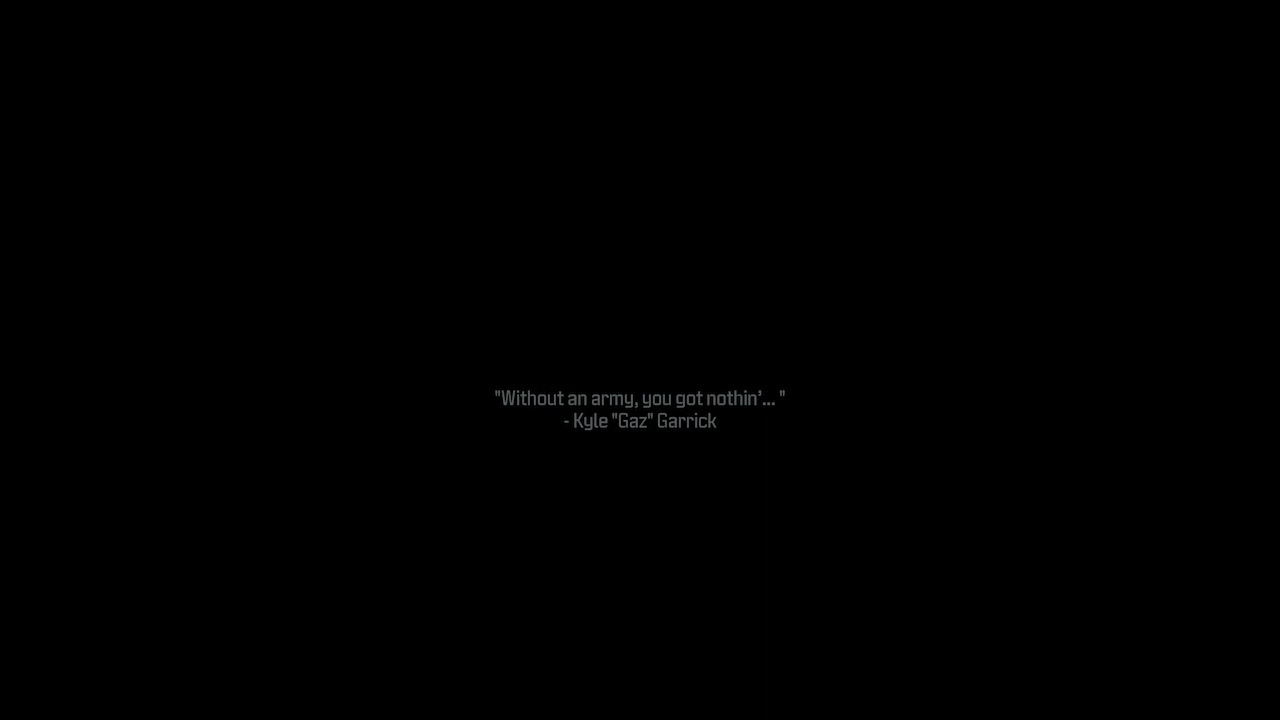 "Without an army, you got nothin’... "
- Kyle "Gaz" Garrick